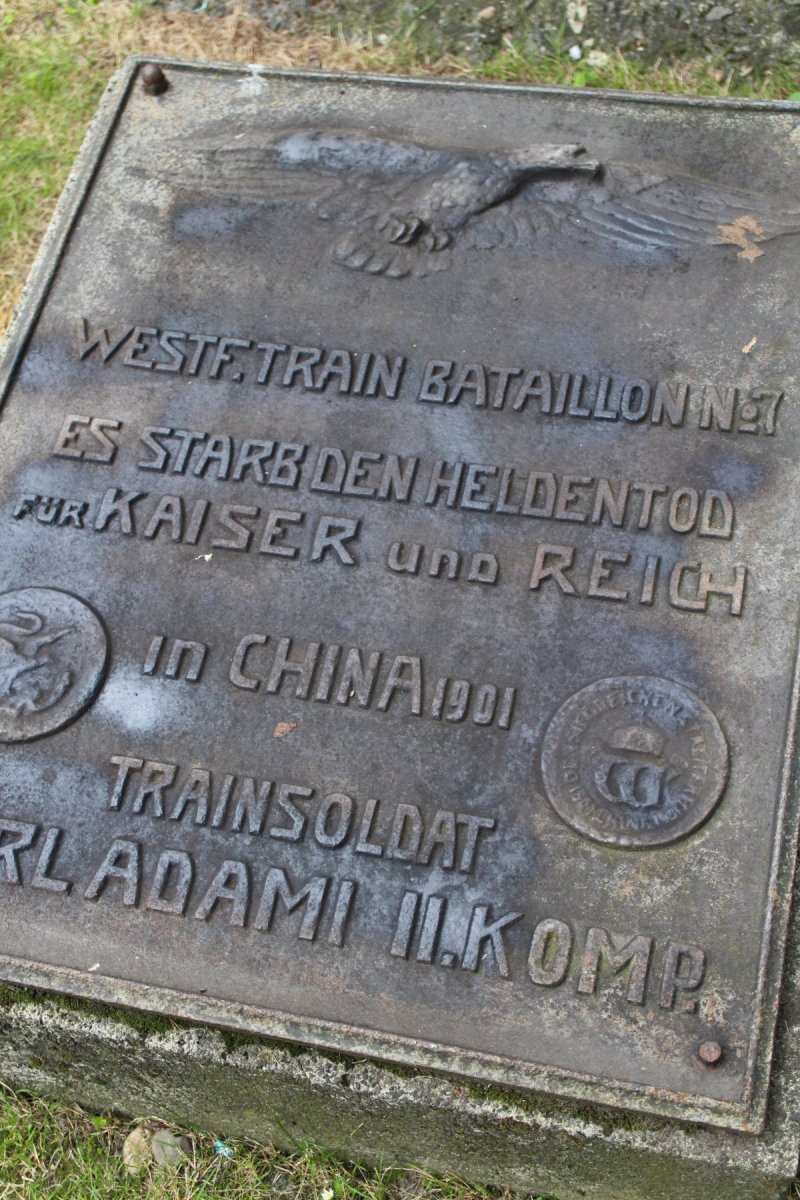 WESTF. TRAIN BATAILLON No 7
ES STARB DEN HELDENTOD
FÜR KAISER und REICH
in CHINA 1901
TRAINSOLDAT
RL ADAMI II. KOMP.